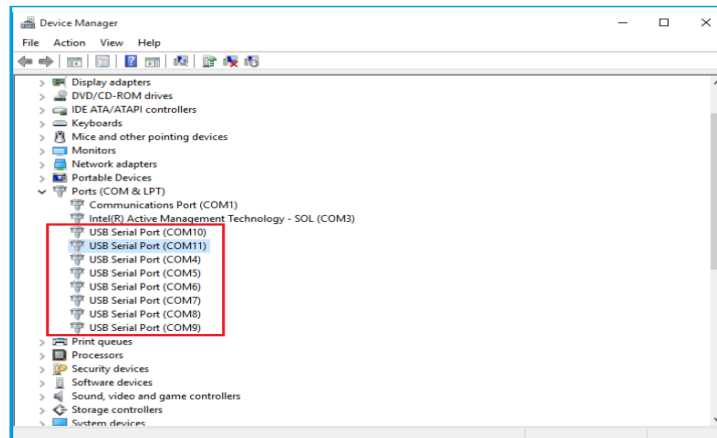 Device Manager
File Action View Help
Display adapters
DVD/CD-ROM drives
IDE ATA/ATAPI controllers
Keyboards
Mice and other pointing devices
Monitors
Network adapters
Portable Devices
Ports (COM & LPT)
Communications Port (COM1)
Intel(R) Active Management Technology - SOL (COM3)
USB Serial Port (COM10)
USB Serial Port (COM11)
USB Serial Port (COM4)
USB Serial Port (COM5)
USB Serial Port (COM6)
USB Serial Port (COM7)
USB Serial Port (COM8)
USB Serial Port (COM9)
Print queues
Processors
Security devices
Software devices
Sound, video and game controllers
Storage controllers
System devices